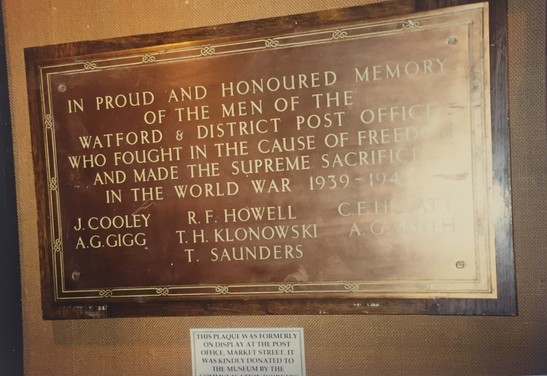 IN PROUD AND HONOURED MEMORY
OF THE MEN OF THE
WATFORD & DISTRICT POST OFFICE
WHO FOUGHT IN THE CAUSE OF FREEDOM
AND MADE THE SUPREME SACRIFICE
IN THE WORLD WAR 1939-194
J. COOLEY R. F. HOWELL C. E.
A. G. GIGG T. H. KLONOWSKI A. G.
T. SAUNDERS
THIS PLAQUE WAS FORMERLY
ON DISPLAY AT THE POST
OFFICE, MARKET STREET. IT
WAS KINDLY DONATED TO
THE MUSEUM BY THE